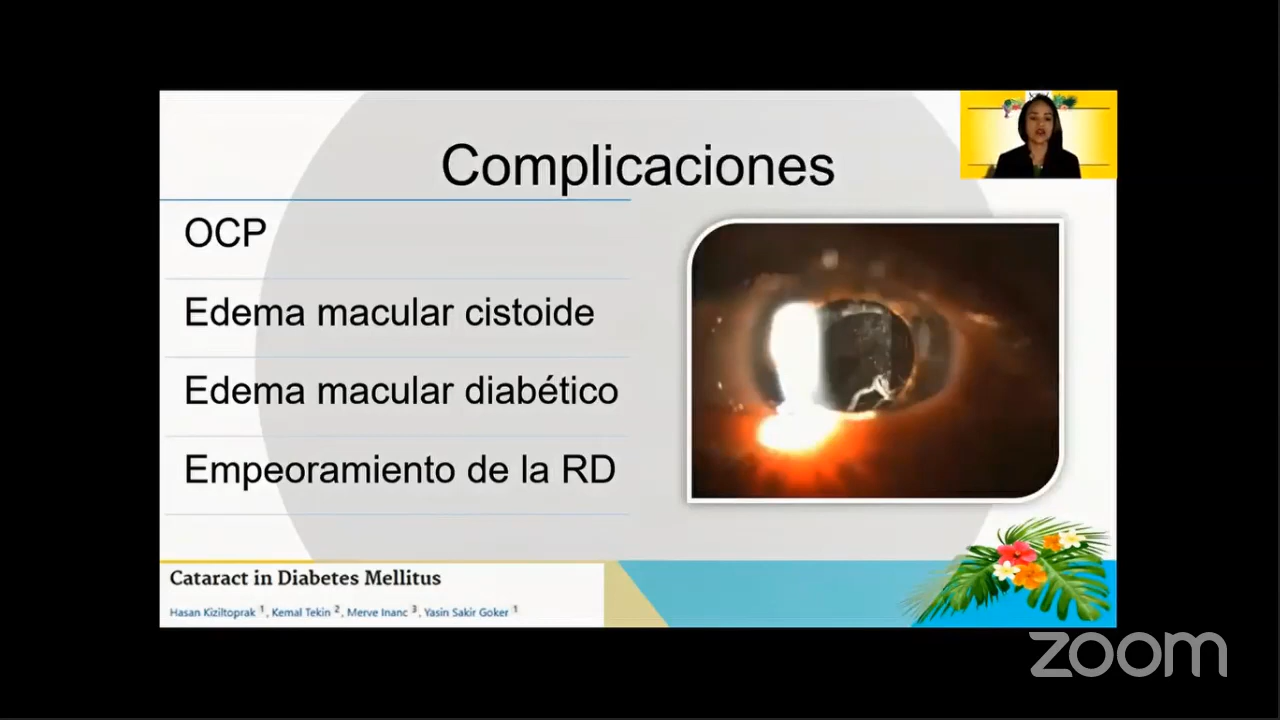 Complicaciones
OCP
Edema macular cistoide
Edema macular diabético
Empeoramiento de la RD
Cataract in Diabetes Mellitus
Hasan Kiziltoprak 1, Kemal Tekin 2, Merve Inanc 3, Yasin Sakir Goker 1
zoom